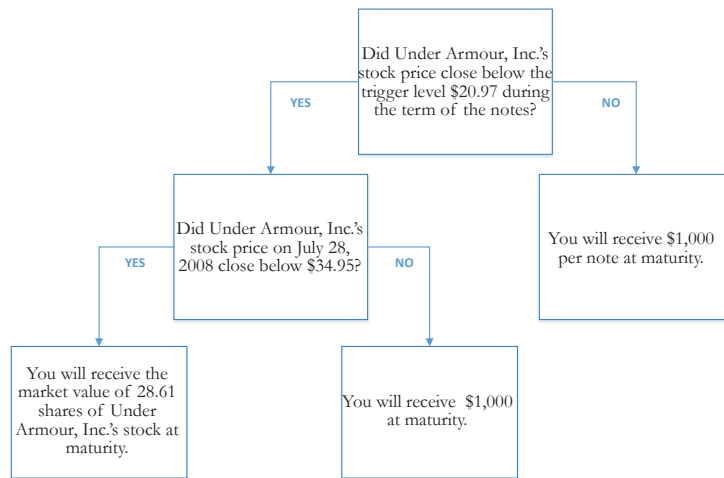 Did Under Armour, Inc.'s
stock price close below the
trigger level $20.97 during
the term of the notes?
YES
NO
Did Under Armour, Inc.'s
stock price on July 28,
2008 close below $34.95?
You will receive $1,000
per note at maturity.
YES
NO
You will receive the
market value of 28.61
shares of Under
Armour, Inc.'s stock at
maturity.
You will receive $1,000
at maturity.